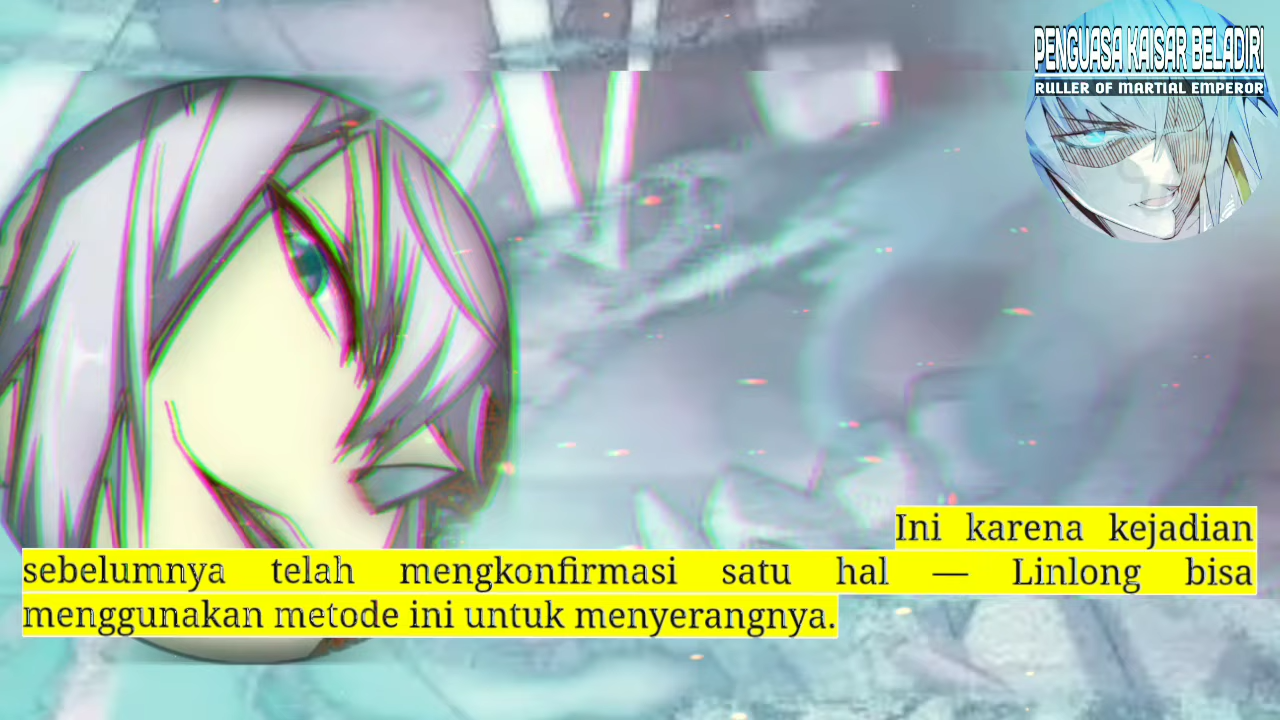 PENGUASA KAISAR BELADIRI
RULLER OF MARTIAL EMPEROR
Ini karena kejadian
sebelumnya telah mengkonfirmasi satu hal — Linlong bisa
menggunakan metode ini untuk menyerangnya.